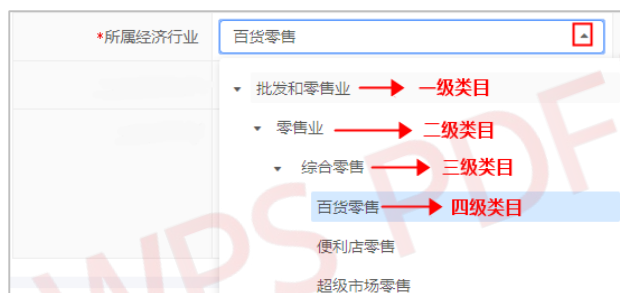 *所属经济行业 百货零售
批发和零售业 一级类目
零售业 二级类目
综合零售 三级类目
百货零售 四级类目
便利店零售
超级市场零售
WPS PDF